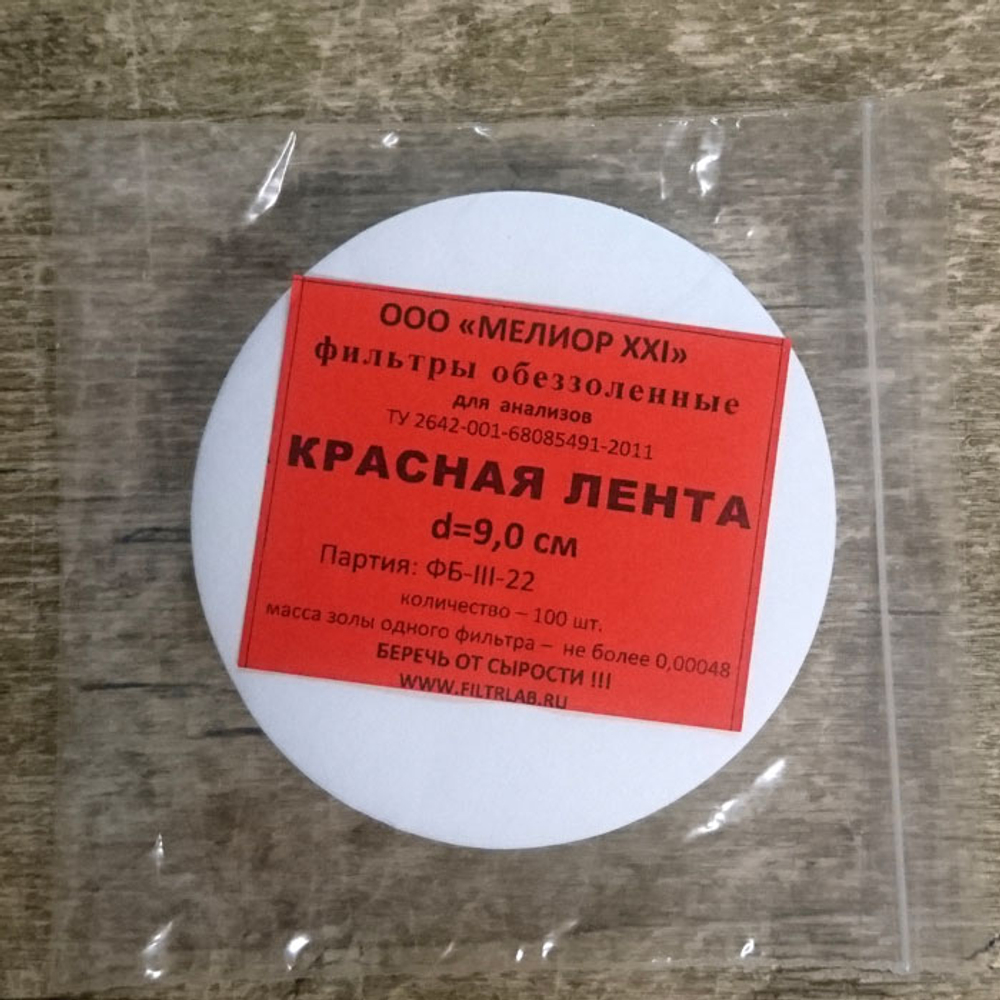 ООО «МЕЛИОР XXI»
фильтры обеззоленные
для анализов
ТУ 2642-001-68085491-2011
КРАСНАЯ ЛЕНТА
d=9,0 см
Партия: ФБ-III-22
количество – 100 шт.
масса золы одного фильтра – не более 0,00048
БЕРЕЧЬ ОТ СЫРОСТИ !!!
WWW.FILTRLAB.RU